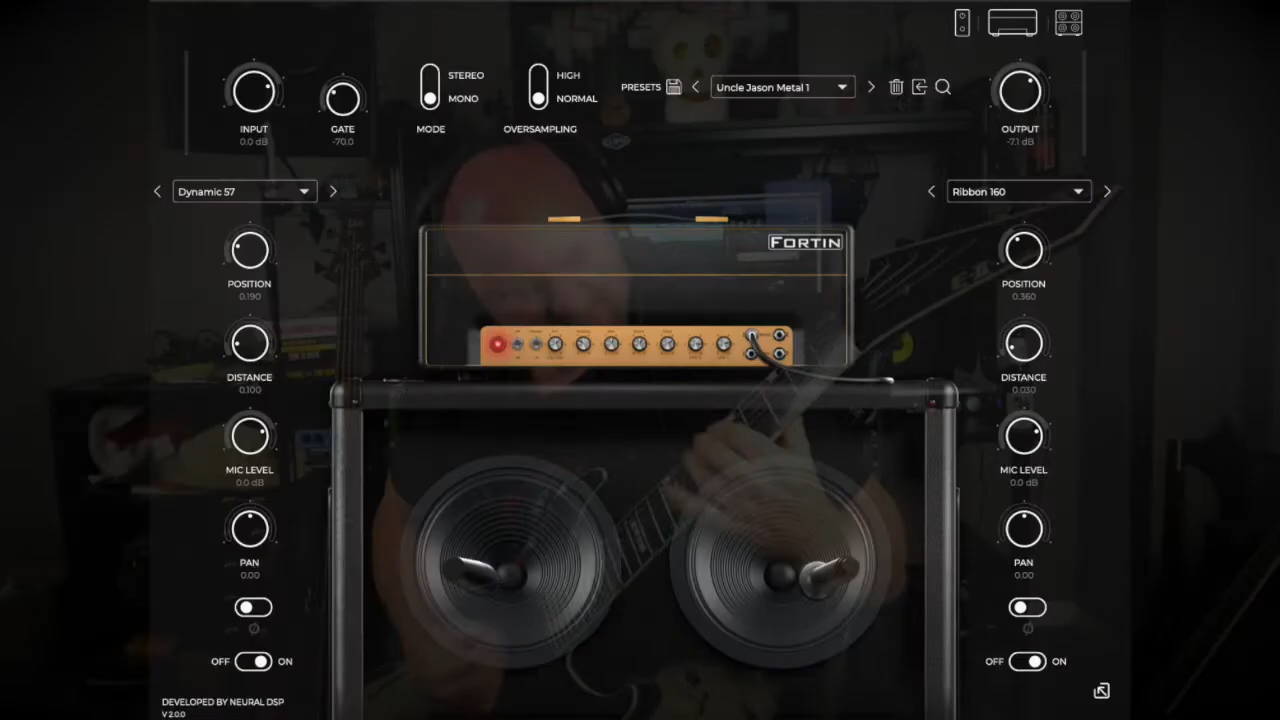 STEREO
MONO
MODE
HIGH
NORMAL
OVERSAMPLING
PRESETS
Uncle Jason Metal 1
INPUT
0.0 dB
GATE
-70.0
OUTPUT
-7.1 dB
Dynamic 57
Ribbon 160
FORTIN
POSITION
0.190
POSITION
0.360
DISTANCE
0.100
DISTANCE
0.030
MIC LEVEL
0.0 dB
MIC LEVEL
0.0 dB
PAN
0.00
PAN
0.00
Ø
Ø
OFF ON
OFF ON
DEVELOPED BY NEURAL DSP
V 2.0.0